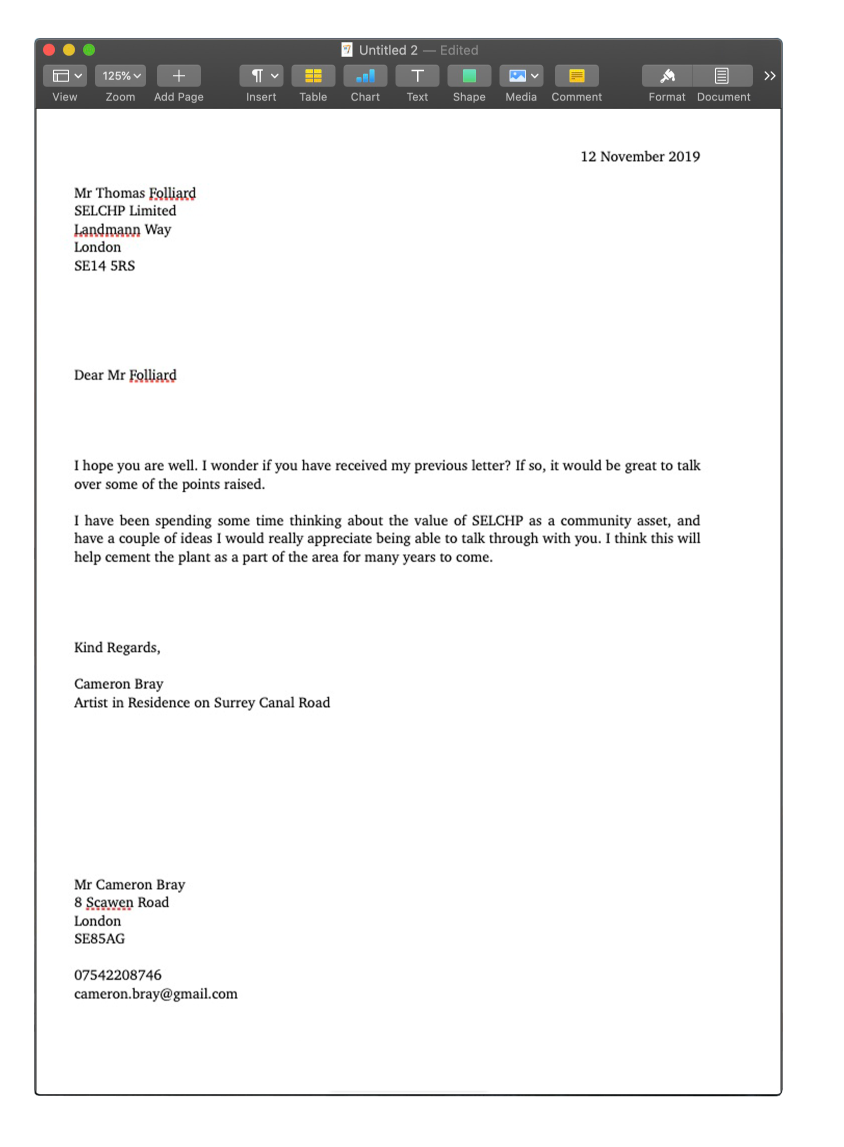 Untitled 2 — Edited
125%
View
Zoom
Add Page
Insert
Table
Chart
Text
Shape
Media
Comment
Format
Document
12 November 2019
Mr Thomas Folliard
SELCHP Limited
Landmann Way
London
SE14 5RS
Dear Mr Folliard
I hope you are well. I wonder if you have received my previous letter? If so, it would be great to talk
over some of the points raised.
I have been spending some time thinking about the value of SELCHP as a community asset, and
have a couple of ideas I would really appreciate being able to talk through with you. I think this will
help cement the plant as a part of the area for many years to come.
Kind Regards,
Cameron Bray
Artist in Residence on Surrey Canal Road
Mr Cameron Bray
8 Scawen Road
London
SE85AG
07542208746
cameron.bray@gmail.com